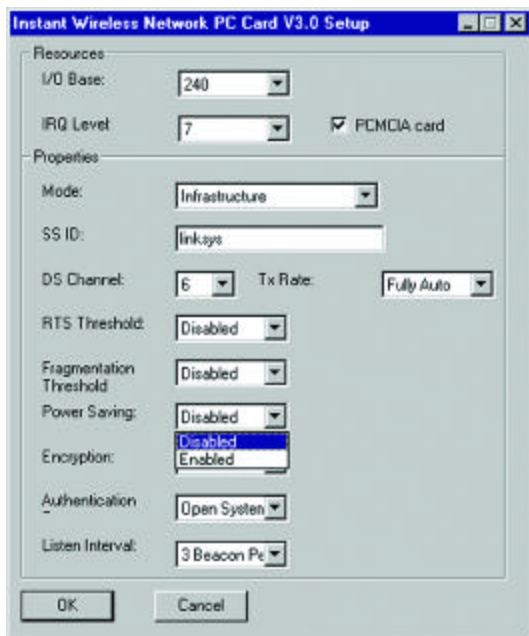 Instant Wireless Network PC Card V3.0 Setup
Resources
I/O Base: 240
IRQ Level 7 PCMCIA card
Properties
Mode: Infrastructure
SS ID: linksys
DS Channel: 6 Tx Rate: Fully Auto
RTS Threshold: Disabled
Fragmentation Threshold Disabled
Power Saving: Disabled
Disabled
Enabled
Encryption:
Authentication Open System
Listen Interval: 3 Beacon Pe
OK Cancel